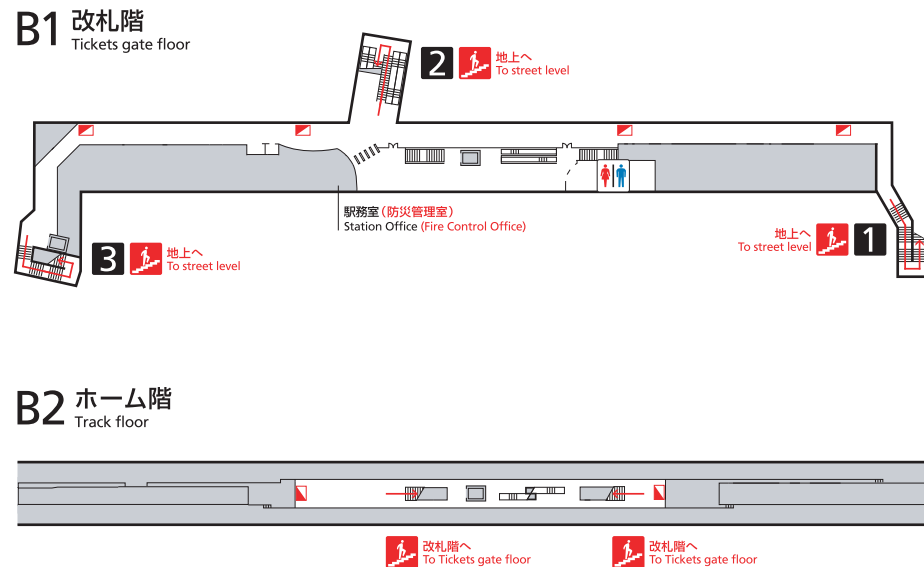 B1 改札階
Tickets gate floor
2 地上へ
To street level
駅務室(防災管理室)
Station Office (Fire Control Office)
3 地上へ
To street level
地上へ 1
To street level
B2 ホーム階
Track floor
改札階へ
To Tickets gate floor
改札階へ
To Tickets gate floor